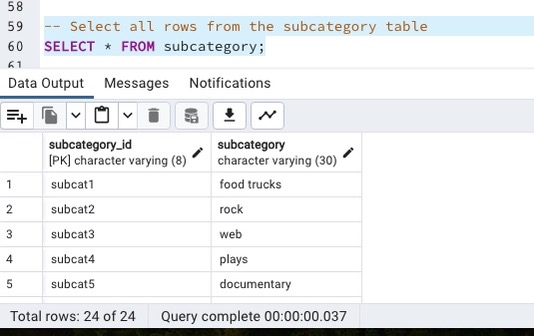 58
59 -- Select all rows from the subcategory table
60 SELECT * FROM subcategory;
61
Data Output Messages Notifications
subcategory_id subcategory
[PK] character varying (8) character varying (30)
1 subcat1 food trucks
2 subcat2 rock
3 subcat3 web
4 subcat4 plays
5 subcat5 documentary
Total rows: 24 of 24 Query complete 00:00:00.037